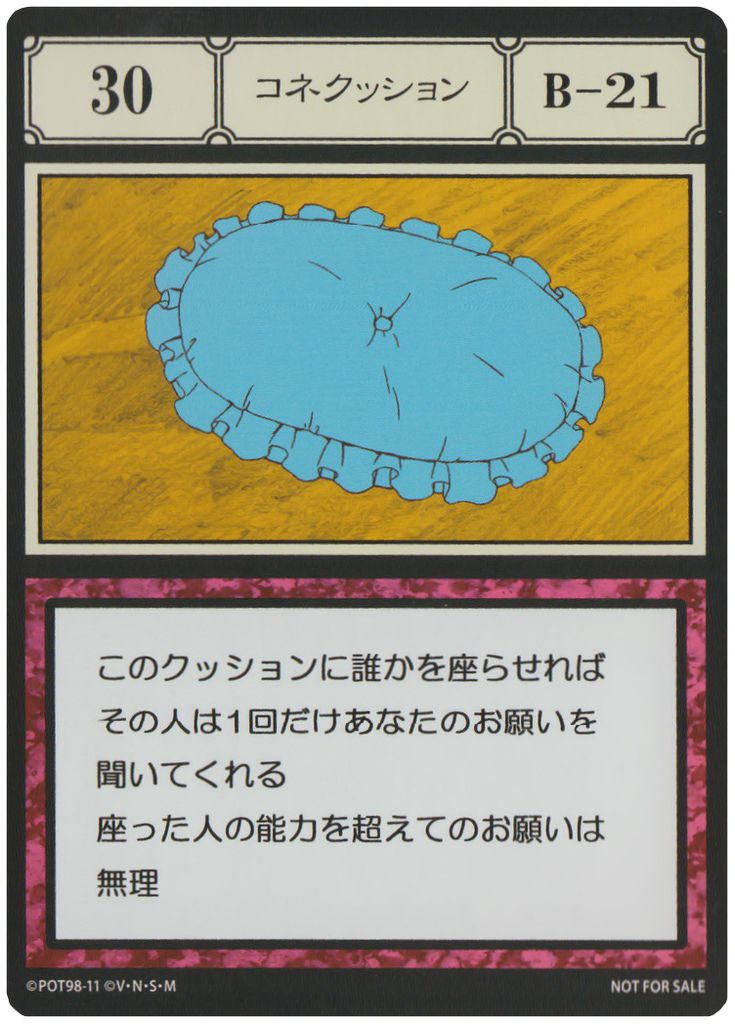 30
コネクッション
B-21
このクッションに誰かを座らせれば
その人は1回だけあなたのお願いを
聞いてくれる
座った人の能力を超えてのお願いは
無理
©POT98-11 ©V・N・S・M
NOT FOR SALE